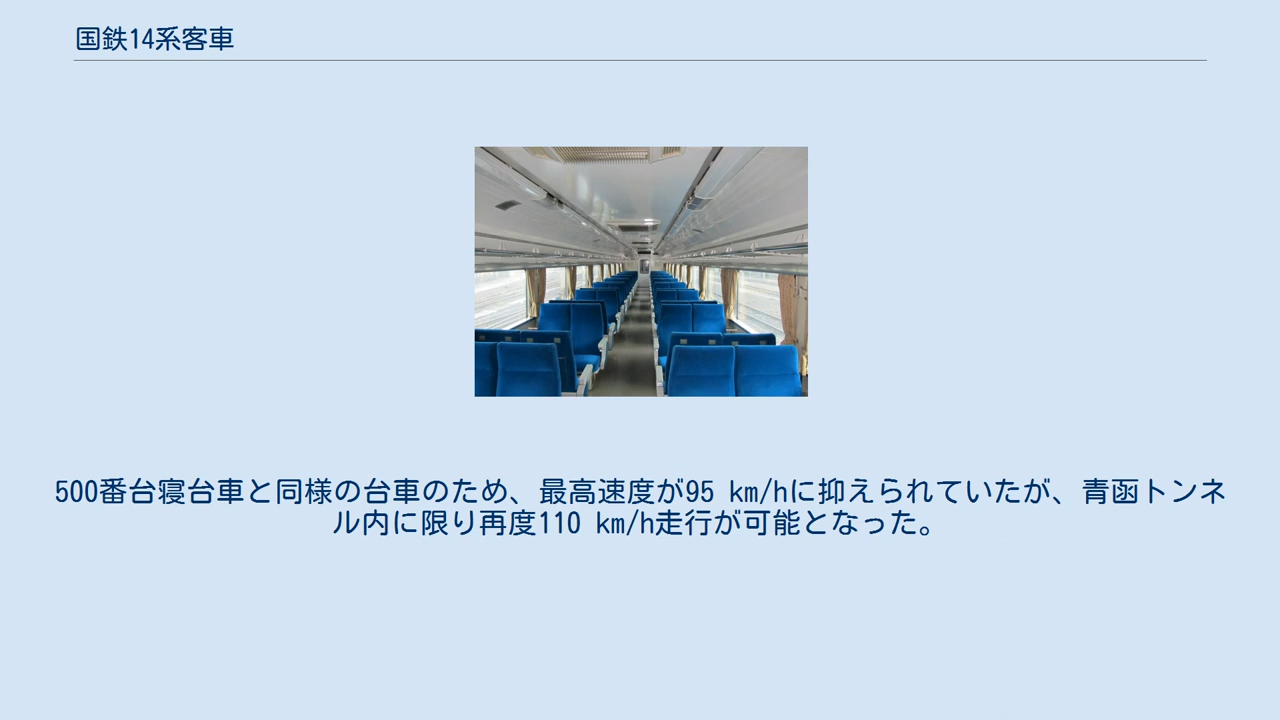 国鉄14系客車
500番台寝台車と同様の台車のため、最高速度が95 km/hに抑えられていたが、青函トンネ
ル内に限り再度110 km/h走行が可能となった。